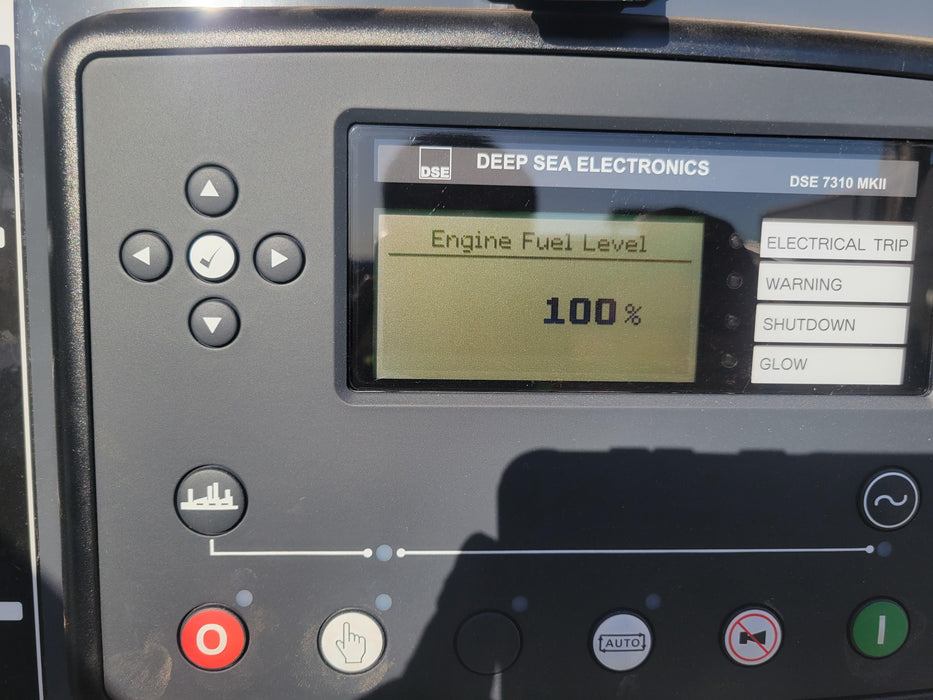 DSE
DEEP SEA ELECTRONICS
DSE 7310 MKII
Engine Fuel Level
100%
ELECTRICAL TRIP
WARNING
SHUTDOWN
GLOW
O
AUTO
I